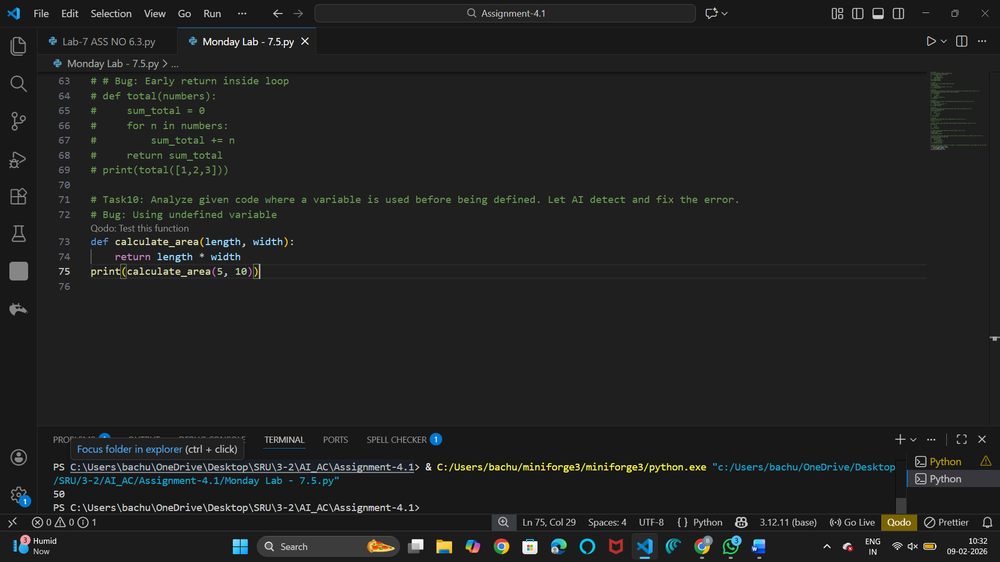 File Edit Selection View Go Run ··· Assignment-4.1
Lab-7 ASS NO 6.3.py Monday Lab - 7.5.py
Monday Lab - 7.5.py > ...
63 # # Bug: Early return inside loop
64 # def total(numbers):
65 #     sum_total = 0
66 #     for n in numbers:
67 #         sum_total += n
68 #     return sum_total
69 # print(total([1,2,3]))
70
71 # Task10: Analyze given code where a variable is used before being defined. Let AI detect and fix the error.
72 # Bug: Using undefined variable
Qodo: Test this function
73 def calculate_area(length, width):
74     return length * width
75 print(calculate_area(5, 10))
76
TERMINAL PORTS SPELL CHECKER 1
Focus folder in explorer (ctrl + click)
PS C:\Users\bachu\OneDrive\Desktop\SRU\3-2\AI_AC\Assignment-4.1> & C:/Users/bachu/miniforge3/miniforge3/python.exe "c:/Users/bachu/OneDrive/Desktop
/SRU/3-2/AI_AC/Assignment-4.1/Monday Lab - 7.5.py"
50
PS C:\Users\bachu\OneDrive\Desktop\SRU\3-2\AI_AC\Assignment-4.1>
Python
Python
1
0 0 1 Ln 75, Col 29 Spaces: 4 UTF-8 { } Python 3.12.11 (base) Go Live Qodo Prettier
3 Humid
Now
Search
B
3
W
ENG
IN
10:32
09-02-2026